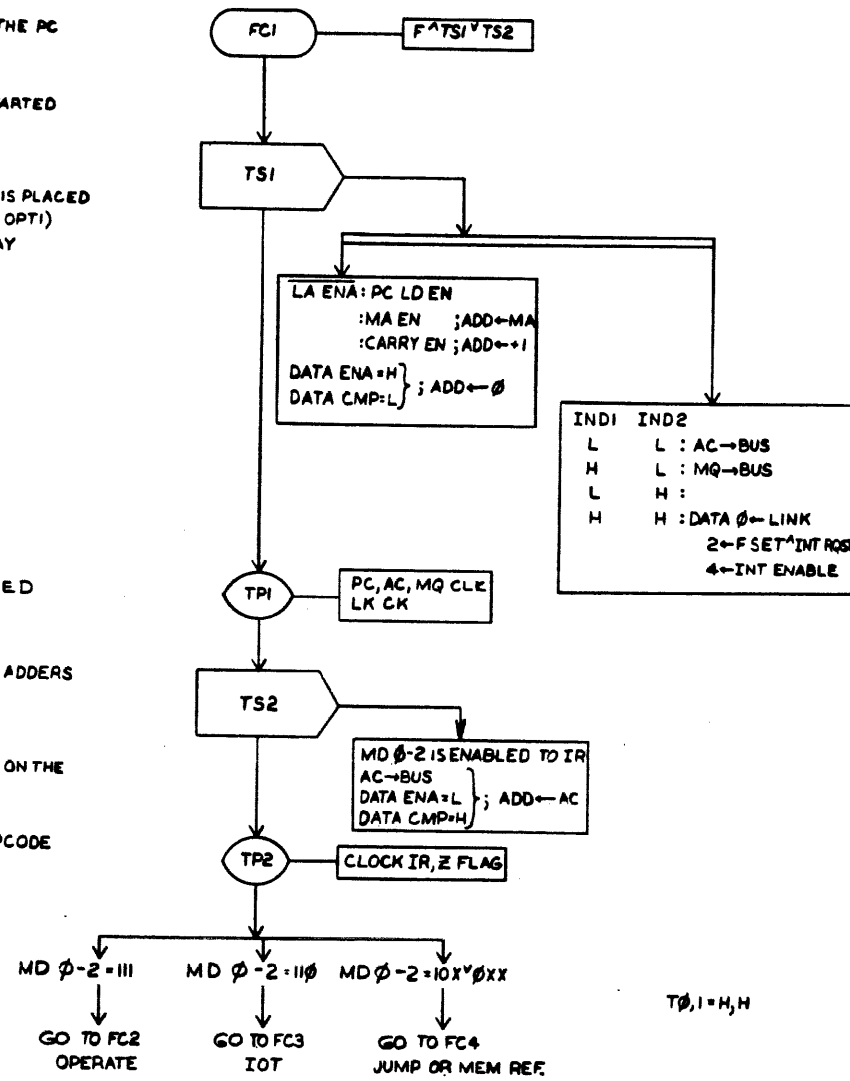 THE PC
FC1
F^TS1vTS2
ARTED
TS1
IS PLACED
OPT1)
AY
LA ENA: PC LD EN
:MA EN ;ADD←MA
:CARRY EN ;ADD←+1
DATA ENA=H
DATA CMP=L } ; ADD←Ø
IND1 IND2
L L : AC→BUS
H L : MQ→BUS
L H :
H H : DATA Ø←LINK
2←F SET^INT RQST
4←INT ENABLE
ED
TP1
PC, AC, MQ CLK
LK CK
ADDERS
TS2
ON THE
MD Ø-2 IS ENABLED TO IR
AC→BUS
DATA ENA=L } ; ADD←AC
DATA CMP=H
PCODE
TP2
CLOCK IR, Z FLAG
MD Ø-2=111 MD Ø-2=11Ø MD Ø-2=10XvØXX
TØ,1=H,H
GO TO FC2 GO TO FC3 GO TO FC4
OPERATE IOT JUMP OR MEM REF.